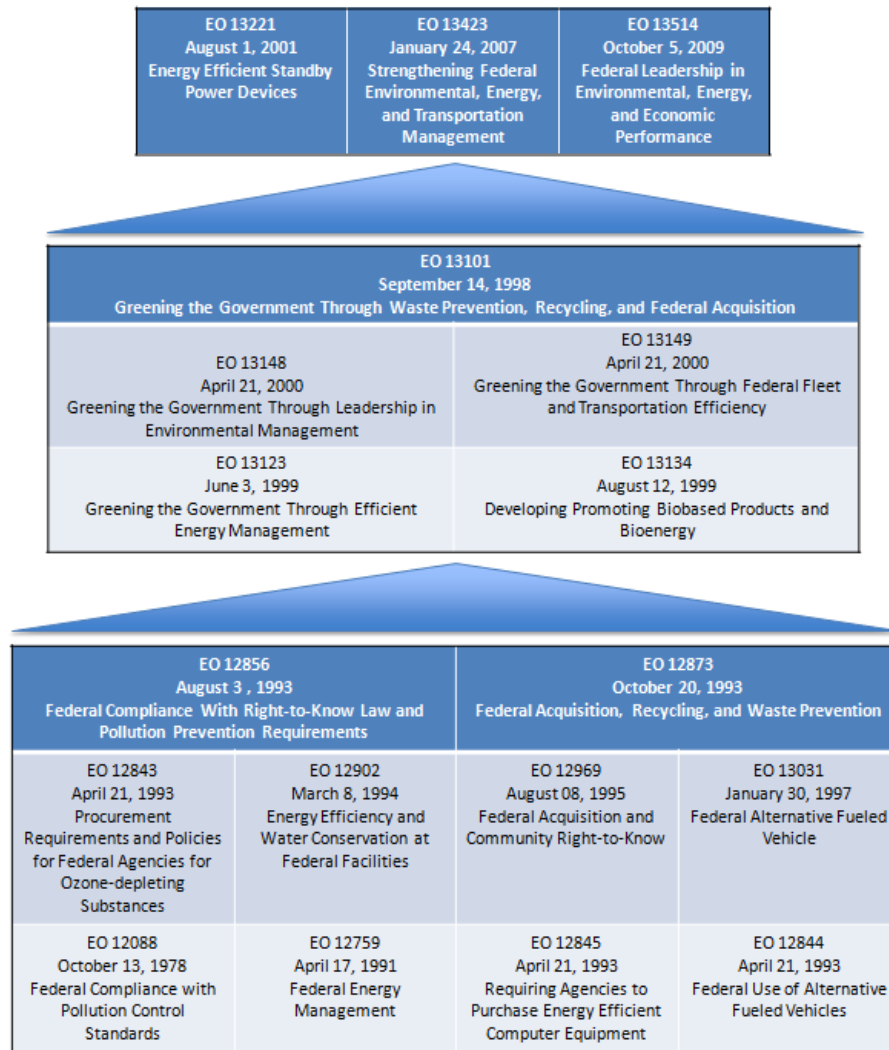 EO 13221
August 1, 2001
Energy Efficient Standby
Power Devices
EO 13423
January 24, 2007
Strengthening Federal
Environmental, Energy,
and Transportation
Management
EO 13514
October 5, 2009
Federal Leadership in
Environmental, Energy,
and Economic
Performance
EO 13101
September 14, 1998
Greening the Government Through Waste Prevention, Recycling, and Federal Acquisition
EO 13148
April 21, 2000
Greening the Government Through Leadership in
Environmental Management
EO 13149
April 21, 2000
Greening the Government Through Federal Fleet
and Transportation Efficiency
EO 13123
June 3, 1999
Greening the Government Through Efficient
Energy Management
EO 13134
August 12, 1999
Developing Promoting Biobased Products and
Bioenergy
EO 12856
August 3 , 1993
Federal Compliance With Right-to-Know Law and
Pollution Prevention Requirements
EO 12873
October 20, 1993
Federal Acquisition, Recycling, and Waste Prevention
EO 12843
April 21, 1993
Procurement
Requirements and Policies
for Federal Agencies for
Ozone-depleting
Substances
EO 12902
March 8, 1994
Energy Efficiency and
Water Conservation at
Federal Facilities
EO 12969
August 08, 1995
Federal Acquisition and
Community Right-to-Know
EO 13031
January 30, 1997
Federal Alternative Fueled
Vehicle
EO 12088
October 13, 1978
Federal Compliance with
Pollution Control
Standards
EO 12759
April 17, 1991
Federal Energy
Management
EO 12845
April 21, 1993
Requiring Agencies to
Purchase Energy Efficient
Computer Equipment
EO 12844
April 21, 1993
Federal Use of Alternative
Fueled Vehicles